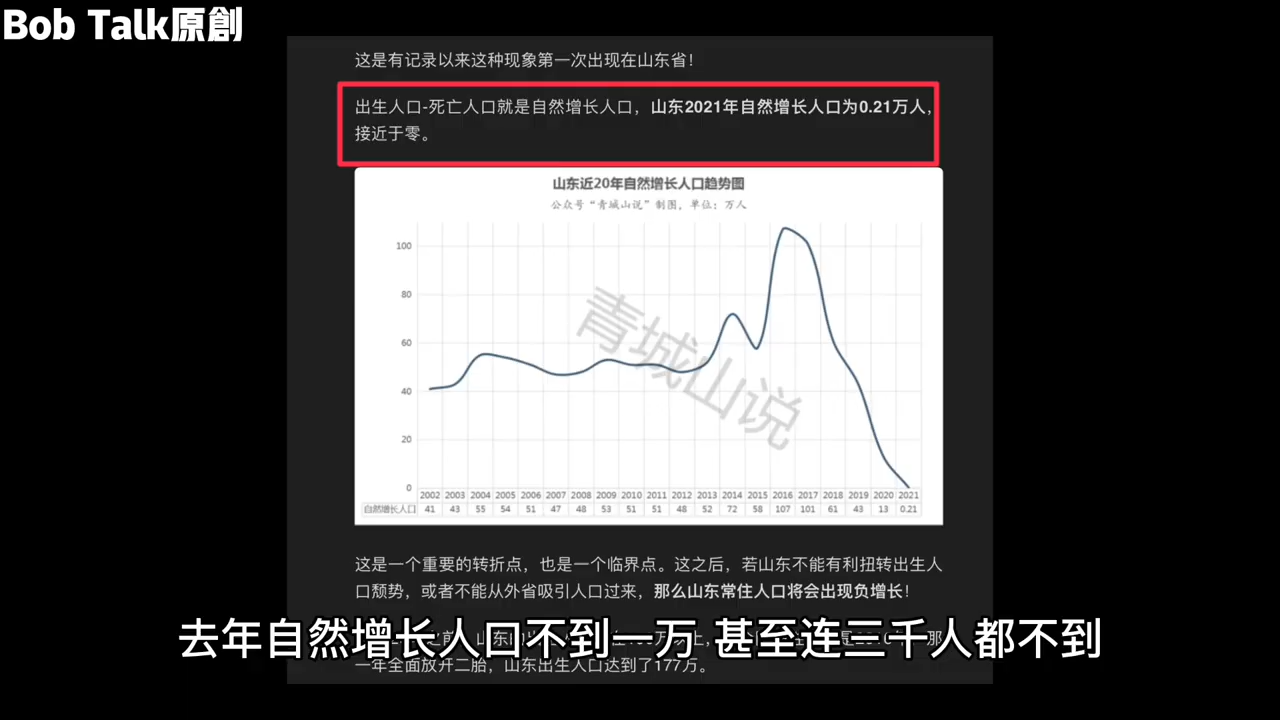 Bob Talk原創
这是有记录以来这种现象第一次出现在山东省！
出生人口-死亡人口就是自然增长人口，山东2021年自然增长人口为0.21万人，
接近于零。
山东近20年自然增长人口趋势图
公众号“青城山说”制图，单位：万人
100
80
60
40
20
0
青城山说
2002 2003 2004 2005 2006 2007 2008 2009 2010 2011 2012 2013 2014 2015 2016 2017 2018 2019 2020 2021
自然增长人口 41 43 55 54 51 47 48 53 51 51 48 52 72 58 107 101 61 43 13 0.21
这是一个重要的转折点，也是一个临界点。这之后，若山东不能有利扭转出生人
口颓势，或者不能从外省吸引人口过来，那么山东常住人口将会出现负增长！
去年自然增长人口不到一万 甚至连三千人都不到
一年全面放开二胎，山东出生人口达到了177万。